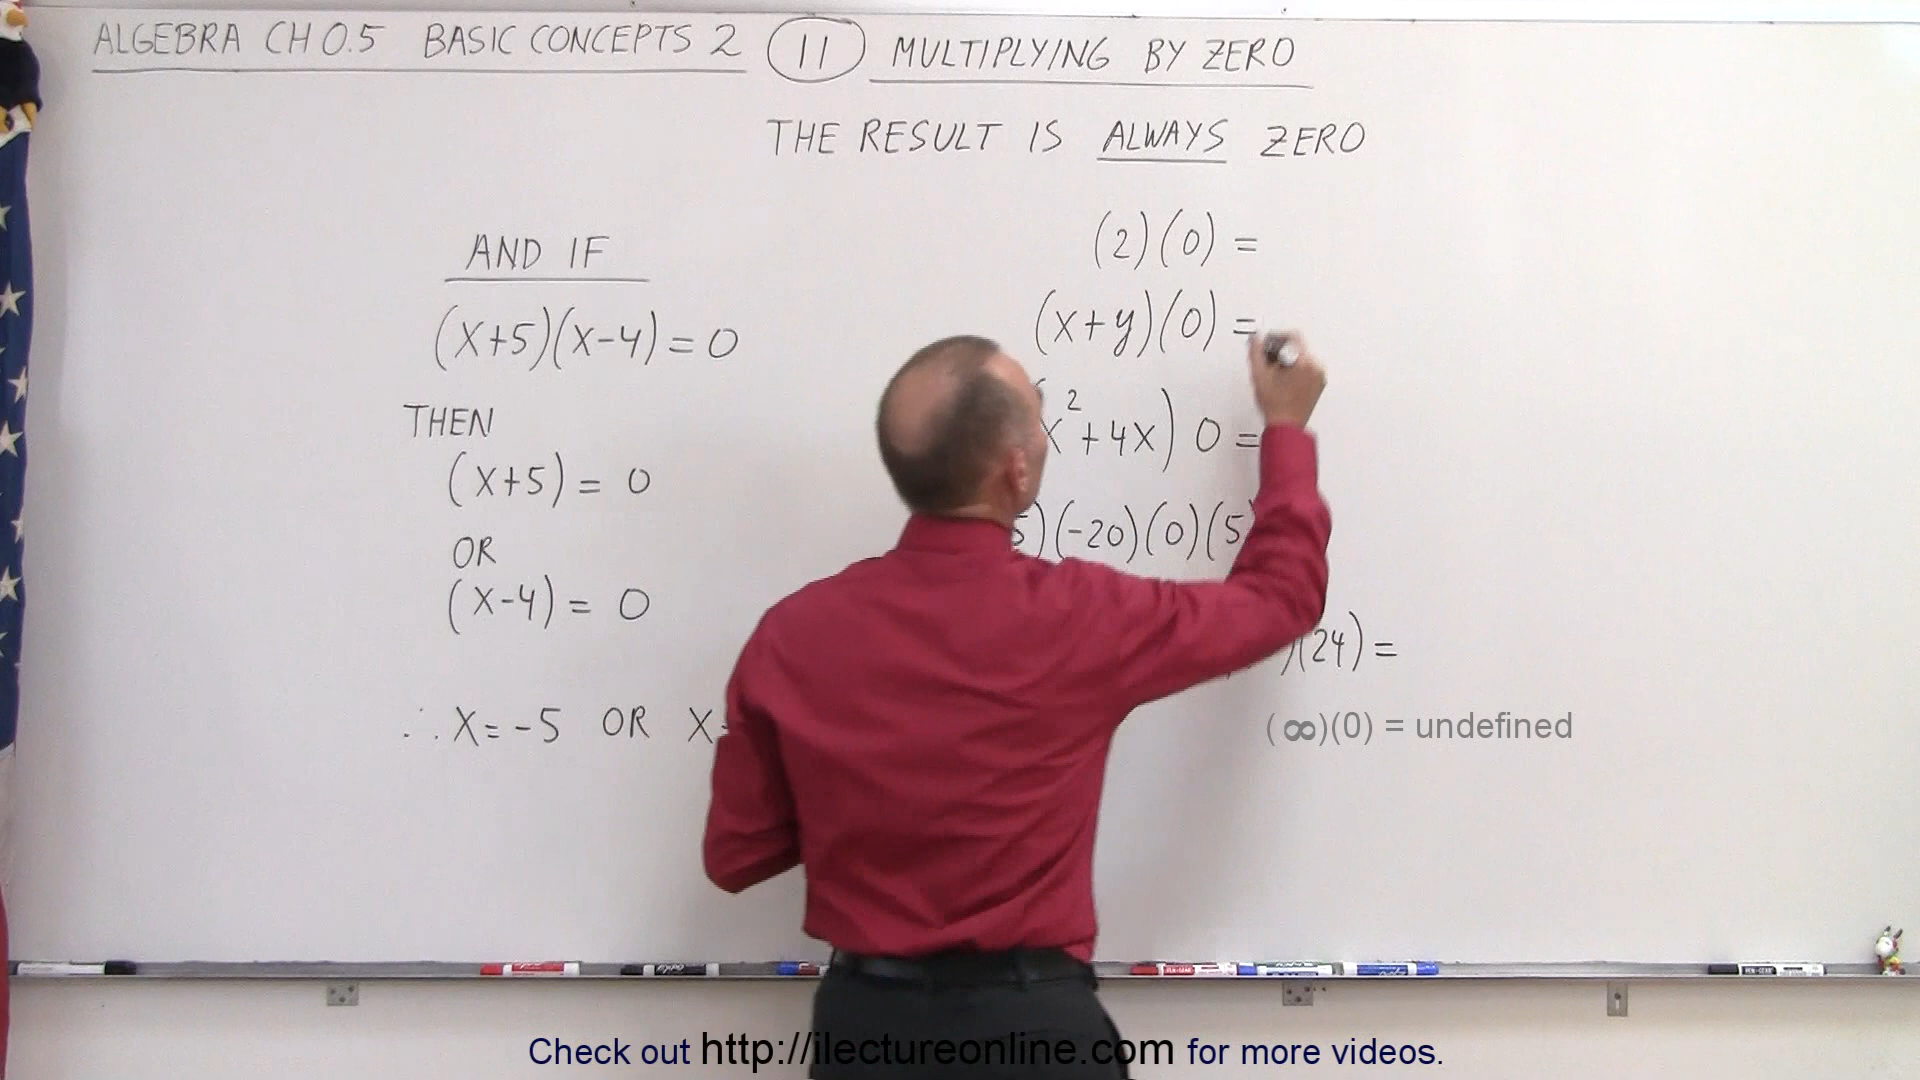 ALGEBRA CH 0.5 BASIC CONCEPTS 2 11 MULTIPLYING BY ZERO
THE RESULT IS ALWAYS ZERO
AND IF
(X+5)(X-4)=0
THEN
(X+5)= 0
OR
(X-4)= 0
∴ X=-5 OR X
(2)(0) =
(x+y)(0) =
x²+4x) 0 =
5)(-20)(0)(5
)(24)=
(∞)(0) = undefined
Check out http://ilectureonline.com for more videos.